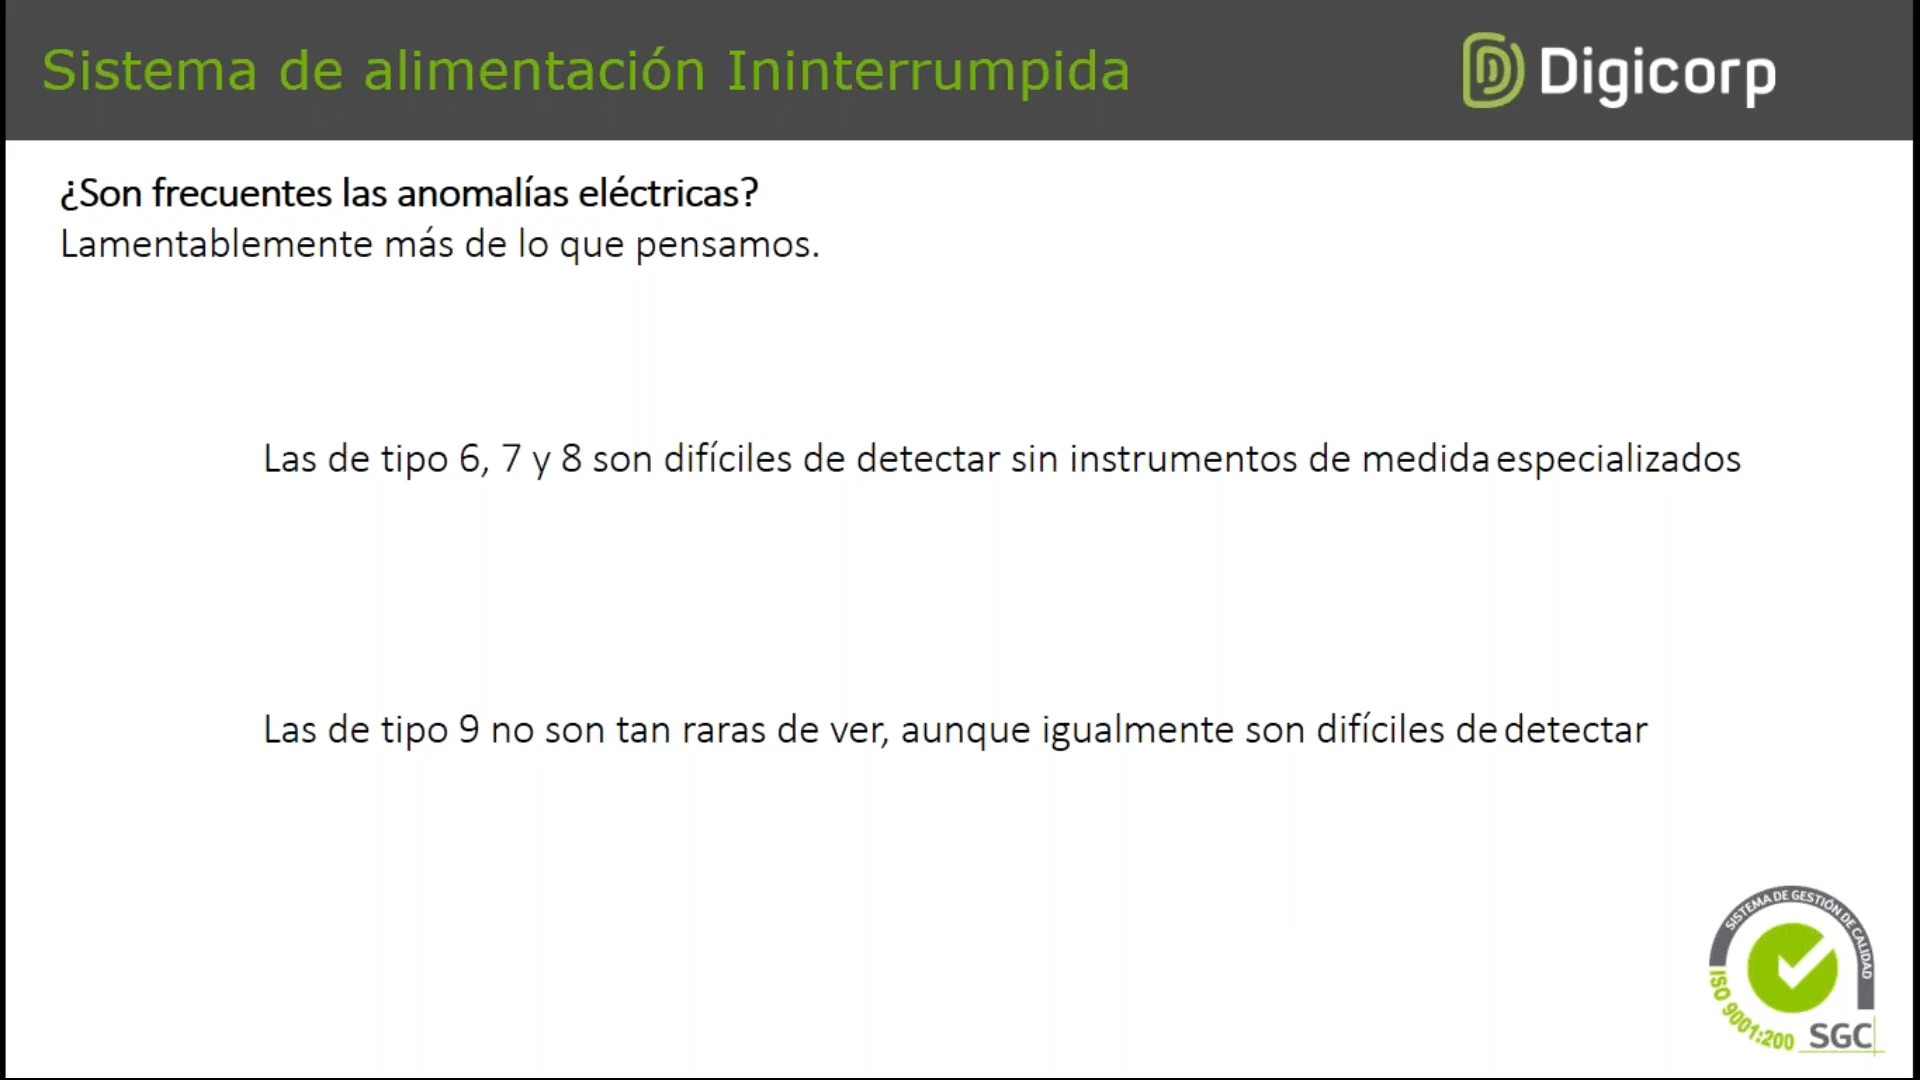 Sistema de alimentación Ininterrumpida
Digicorp
¿Son frecuentes las anomalías eléctricas?
Lamentablemente más de lo que pensamos.
Las de tipo 6, 7 y 8 son difíciles de detectar sin instrumentos de medida especializados
Las de tipo 9 no son tan raras de ver, aunque igualmente son difíciles de detectar
SISTEMA DE GESTIÓN DE CALIDAD
ISO 9001:200
SGC